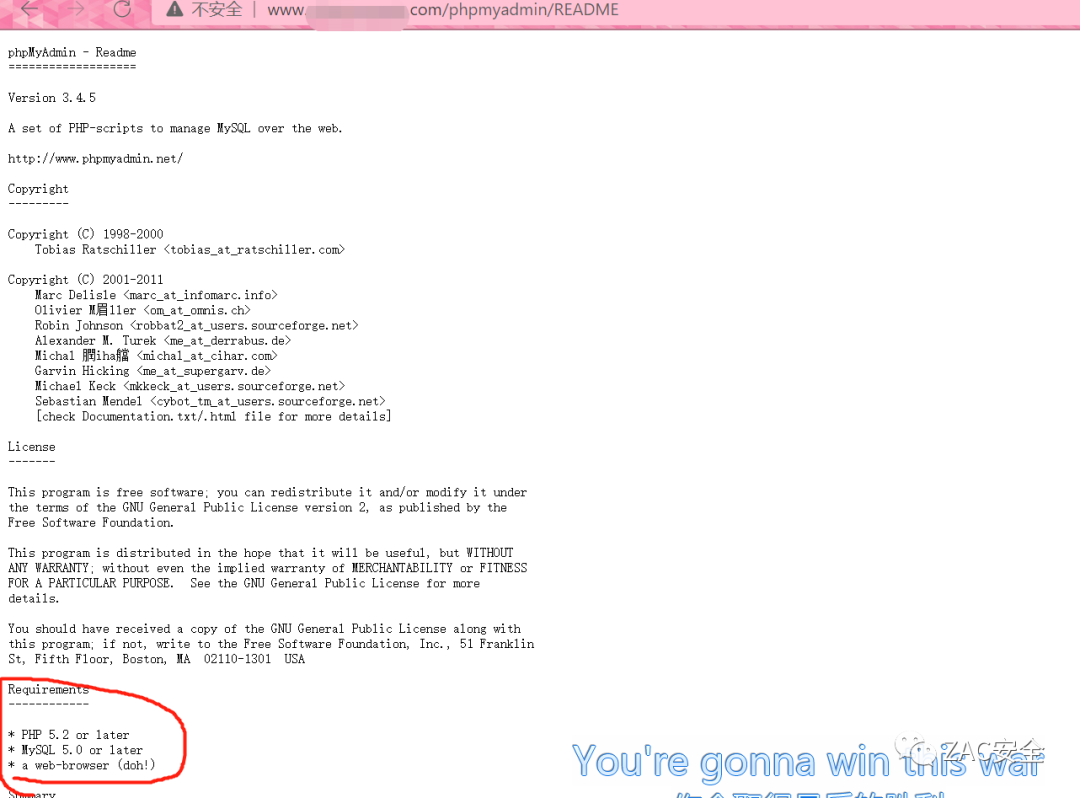 不安全 | www. com/phpmyadmin/README
phpMyAdmin - Readme
===================
Version 3.4.5
A set of PHP-scripts to manage MySQL over the web.
http://www.phpmyadmin.net/
Copyright
---------
Copyright (C) 1998-2000
Tobias Ratschiller <tobias_at_ratschiller.com>
Copyright (C) 2001-2011
Marc Delisle <marc_at_infomarc.info>
Olivier M眉ller <om_at_omnis.ch>
Robin Johnson <robbat2_at_users.sourceforge.net>
Alexander M. Turek <me_at_derrabus.de>
Michal <michal_at_cihar.com>
Garvin Hicking <me_at_supergarv.de>
Michael Keck <mkkeck_at_users.sourceforge.net>
Sebastian Mendel <cybot_tm_at_users.sourceforge.net>
[check Documentation.txt/.html file for more details]
License
-------
This program is free software; you can redistribute it and/or modify it under
the terms of the GNU General Public License version 2, as published by the
Free Software Foundation.
This program is distributed in the hope that it will be useful, but WITHOUT
ANY WARRANTY; without even the implied warranty of MERCHANTABILITY or FITNESS
FOR A PARTICULAR PURPOSE.  See the GNU General Public License for more
details.
You should have received a copy of the GNU General Public License along with
this program; if not, write to the Free Software Foundation, Inc., 51 Franklin
St, Fifth Floor, Boston, MA  02110-1301  USA
Requirements
------------
* PHP 5.2 or later
* MySQL 5.0 or later
* a web-browser (doh!)
Summary
You're gonna win this war
ZAC安全